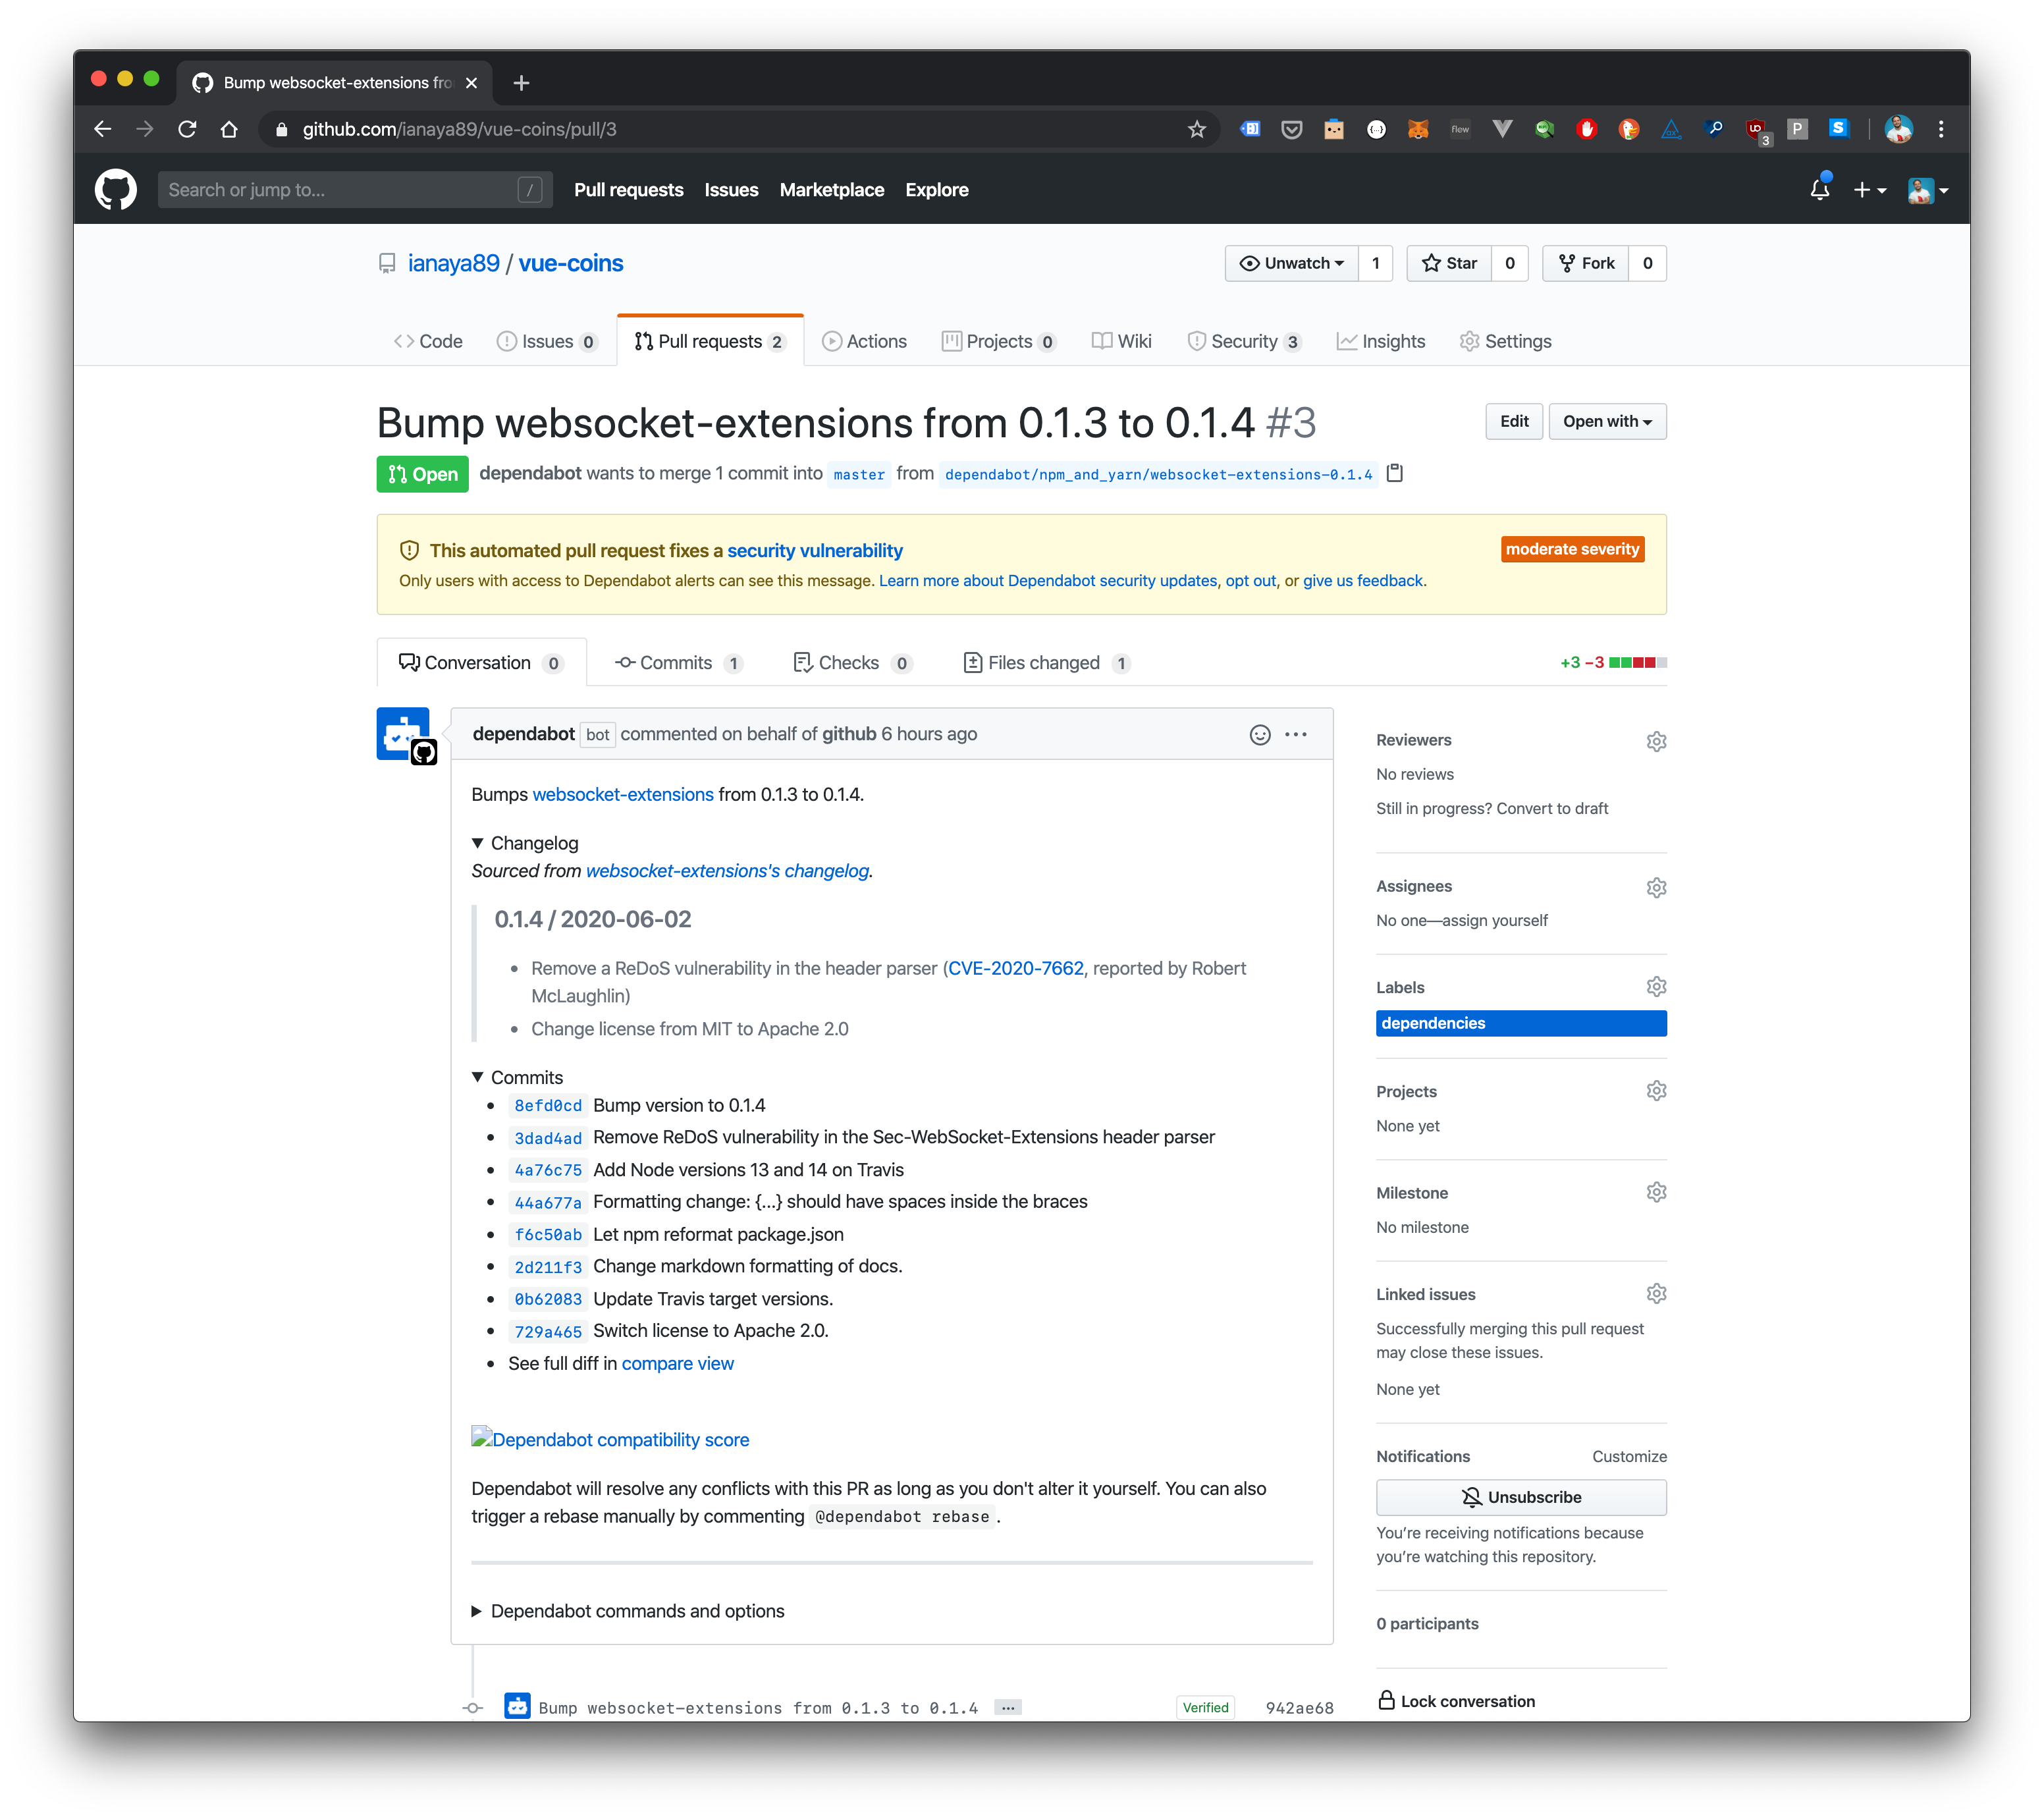 Bump websocket-extensions fro
github.com/ianaya89/vue-coins/pull/3
flow
3
P
S
Search or jump to...
/
Pull requests Issues Marketplace Explore
ianaya89 / vue-coins
Unwatch 1 Star 0 Fork 0
Code Issues 0 Pull requests 2 Actions Projects 0 Wiki Security 3 Insights Settings
Bump websocket-extensions from 0.1.3 to 0.1.4 #3
Edit Open with
Open dependabot wants to merge 1 commit into master from dependabot/npm_and_yarn/websocket-extensions-0.1.4
This automated pull request fixes a security vulnerability
moderate severity
Only users with access to Dependabot alerts can see this message. Learn more about Dependabot security updates, opt out, or give us feedback.
Conversation 0 Commits 1 Checks 0 Files changed 1
+3 −3
dependabot bot commented on behalf of github 6 hours ago
Bumps websocket-extensions from 0.1.3 to 0.1.4.
Changelog
Sourced from websocket-extensions's changelog.
0.1.4 / 2020-06-02
Remove a ReDoS vulnerability in the header parser (CVE-2020-7662, reported by Robert
McLaughlin)
Change license from MIT to Apache 2.0
Commits
8efd0cd Bump version to 0.1.4
3dad4ad Remove ReDoS vulnerability in the Sec-WebSocket-Extensions header parser
4a76c75 Add Node versions 13 and 14 on Travis
44a677a Formatting change: {...} should have spaces inside the braces
f6c50ab Let npm reformat package.json
2d211f3 Change markdown formatting of docs.
0b62083 Update Travis target versions.
729a465 Switch license to Apache 2.0.
See full diff in compare view
Dependabot compatibility score
Dependabot will resolve any conflicts with this PR as long as you don't alter it yourself. You can also
trigger a rebase manually by commenting @dependabot rebase.
Dependabot commands and options
Bump websocket-extensions from 0.1.3 to 0.1.4 ... Verified 942ae68
Reviewers
No reviews
Still in progress? Convert to draft
Assignees
No one—assign yourself
Labels
dependencies
Projects
None yet
Milestone
No milestone
Linked issues
Successfully merging this pull request
may close these issues.
None yet
Notifications
Customize
Unsubscribe
You're receiving notifications because
you're watching this repository.
0 participants
Lock conversation